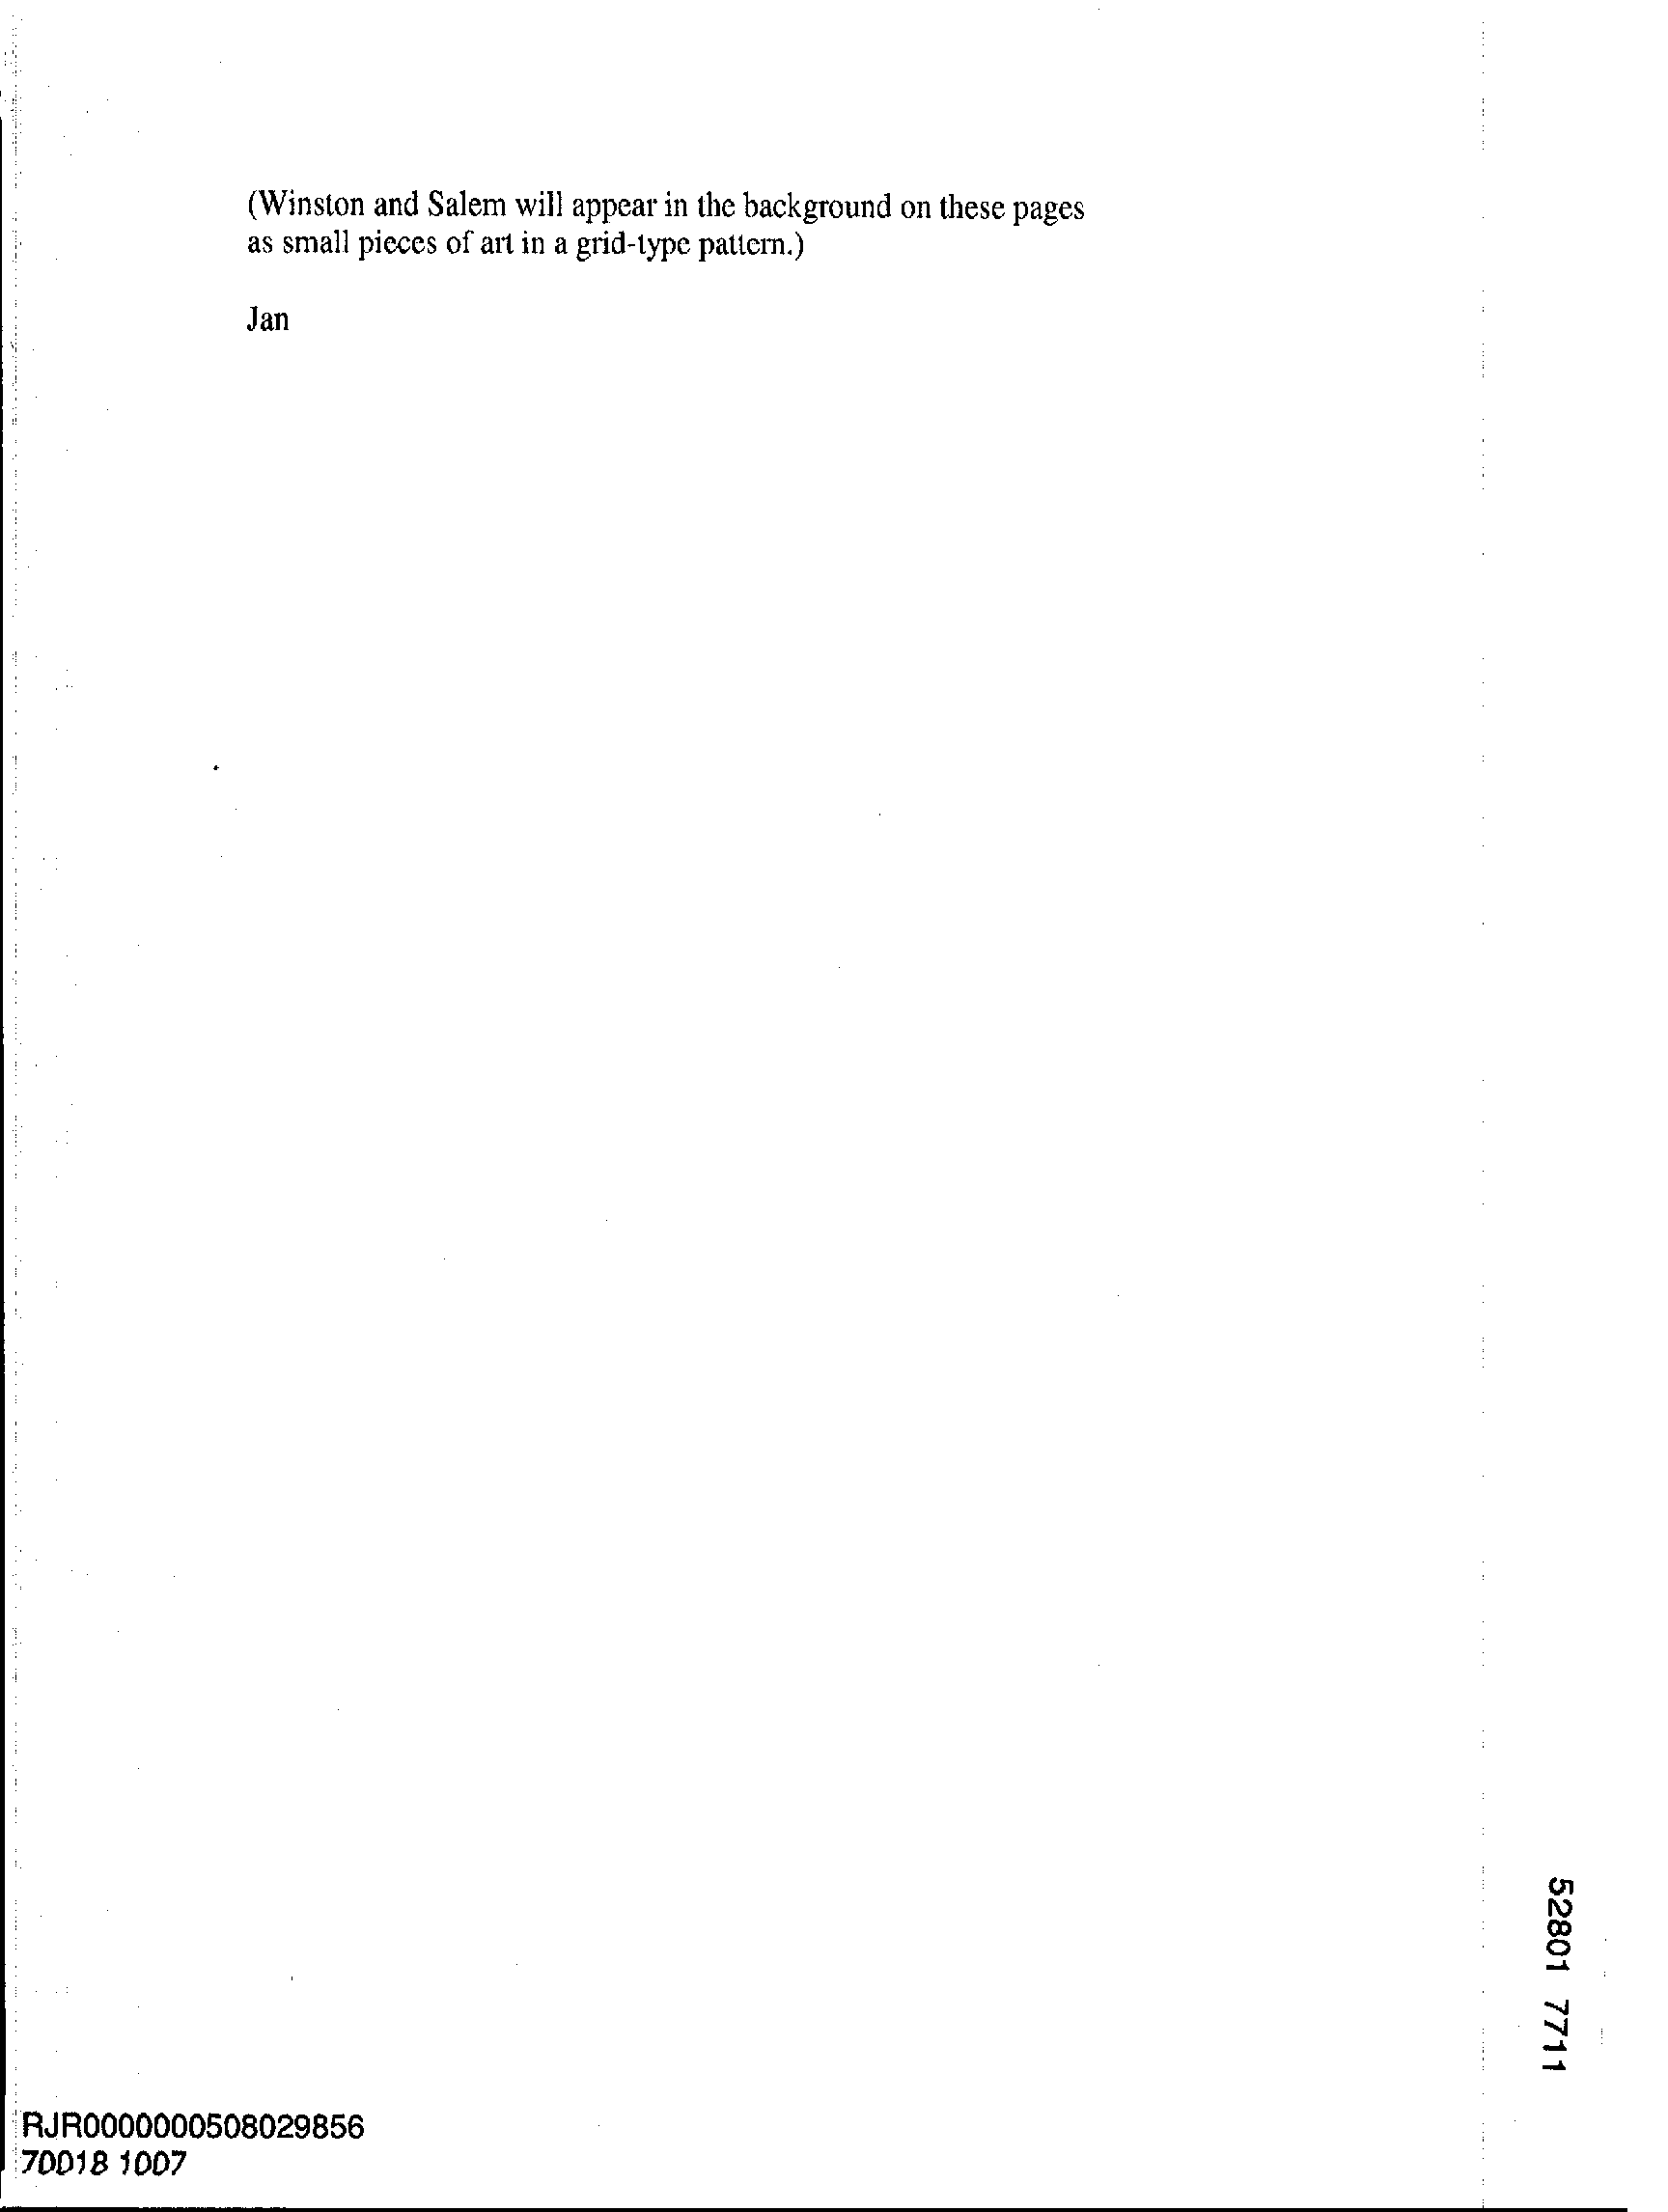 (Winston and Salem will appear in the background on these pages
as small pieces of art in a grid-type pattern.)
Jan
52801 7711
RJR0000000508029856
70018 1007